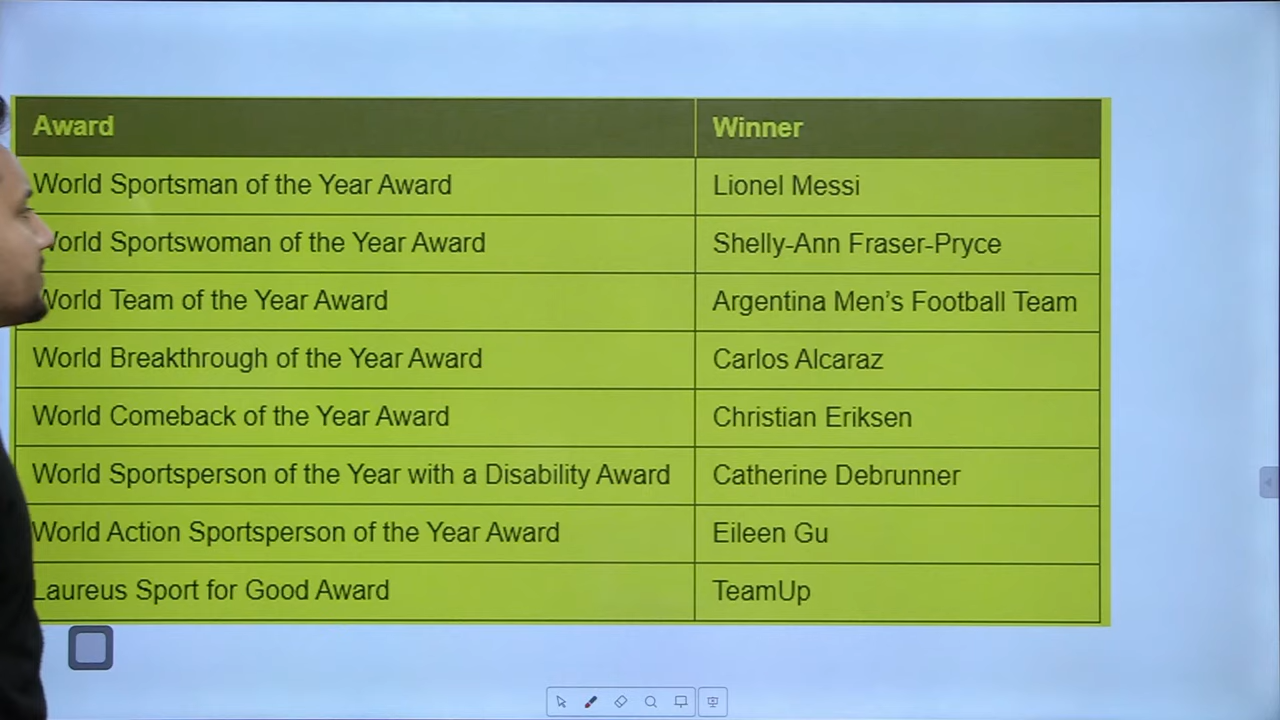 Award Winner
World Sportsman of the Year Award Lionel Messi
World Sportswoman of the Year Award Shelly-Ann Fraser-Pryce
World Team of the Year Award Argentina Men's Football Team
World Breakthrough of the Year Award Carlos Alcaraz
World Comeback of the Year Award Christian Eriksen
World Sportsperson of the Year with a Disability Award Catherine Debrunner
World Action Sportsperson of the Year Award Eileen Gu
Laureus Sport for Good Award TeamUp